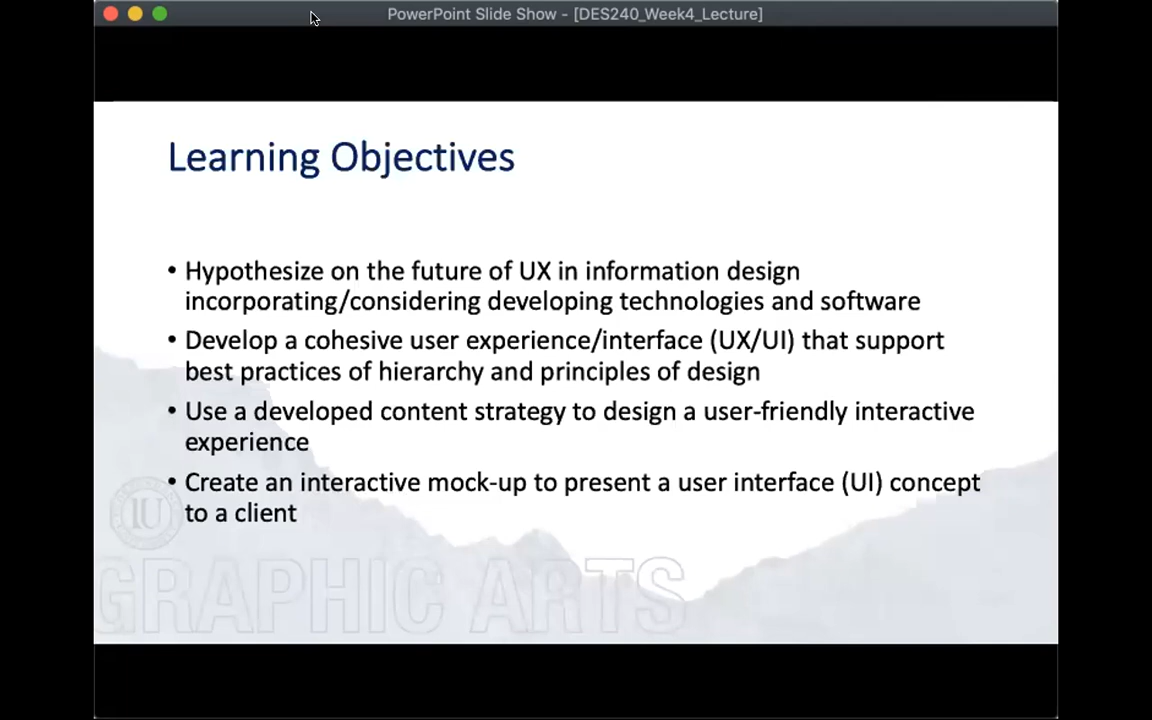 PowerPoint Slide Show - [DES240_Week4_Lecture]
Learning Objectives
• Hypothesize on the future of UX in information design
incorporating/considering developing technologies and software
• Develop a cohesive user experience/interface (UX/UI) that support
best practices of hierarchy and principles of design
• Use a developed content strategy to design a user-friendly interactive
experience
• Create an interactive mock-up to present a user interface (UI) concept
to a client
IU
GRAPHIC ARTS